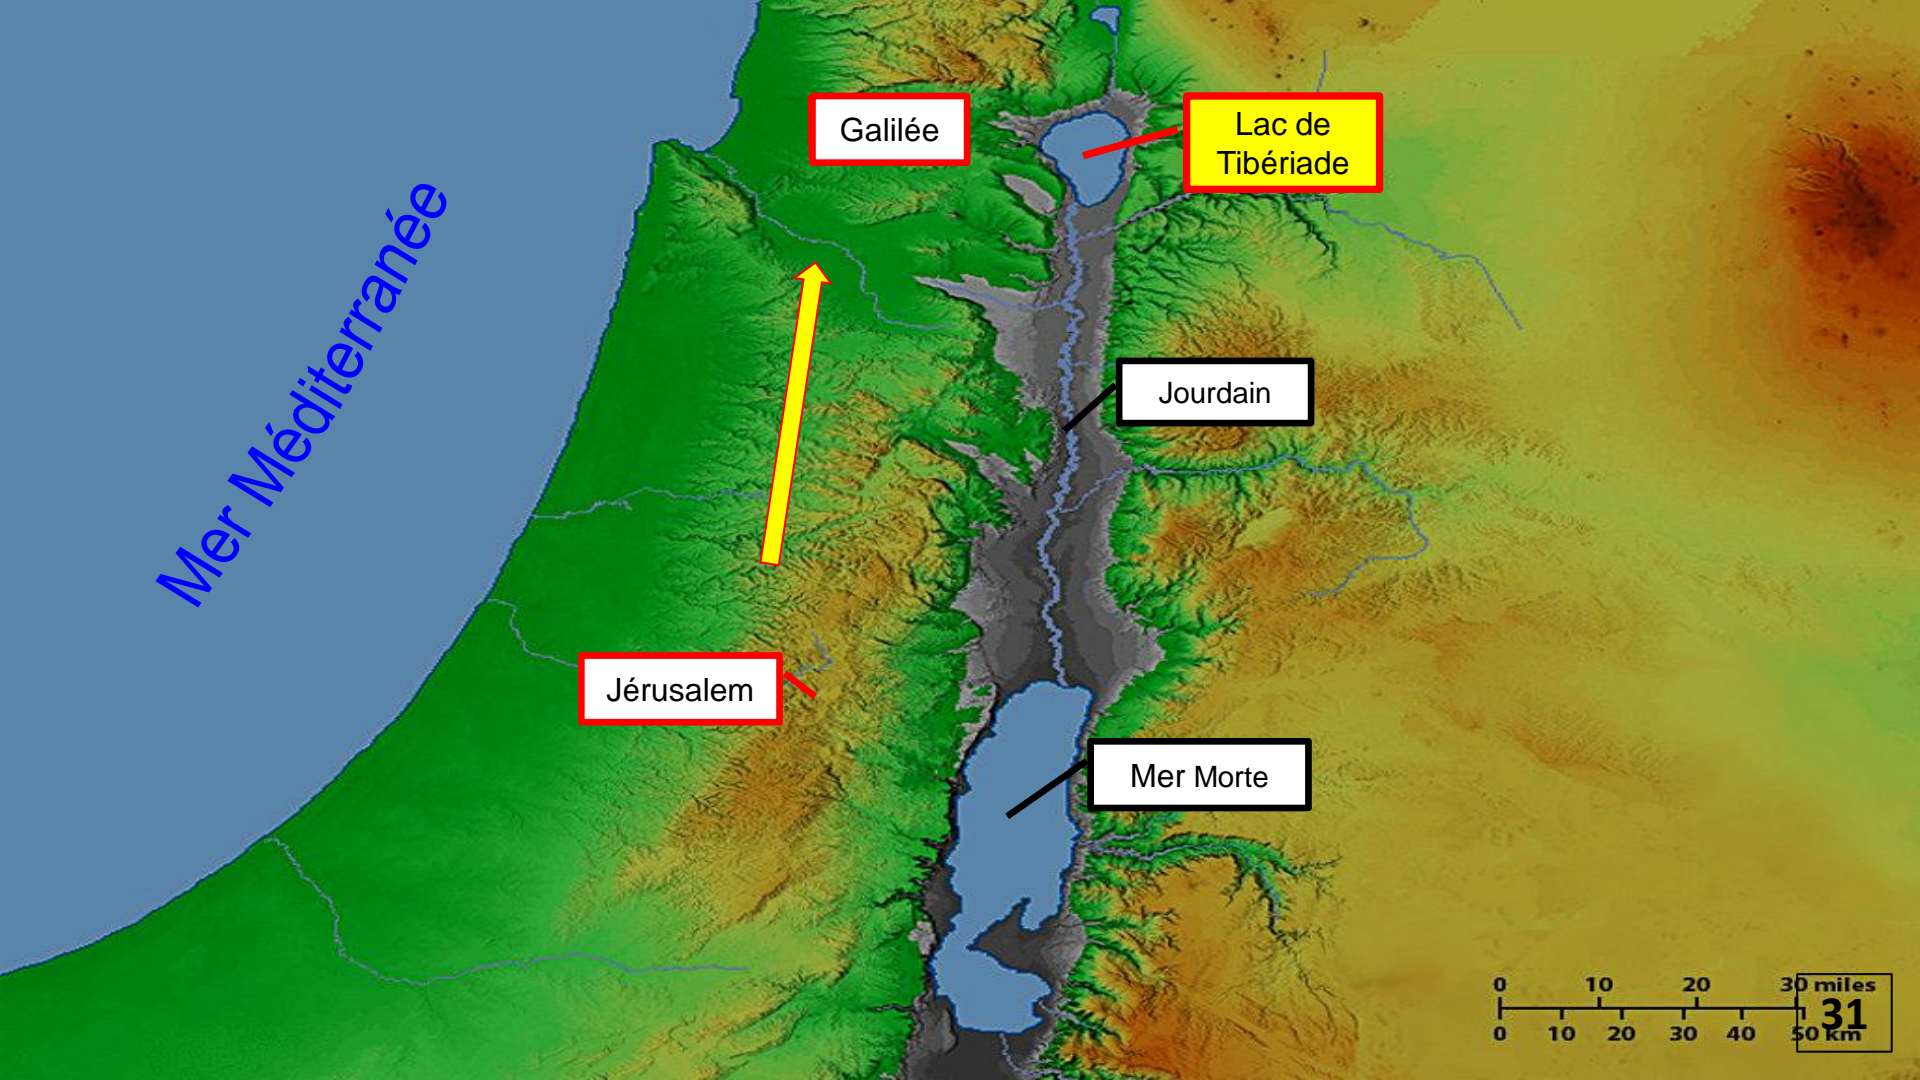 Galilée
Lac de
Tibériade
Mer Méditerranée
Jourdain
Jérusalem
Mer Morte
0 10 20 30 miles
0 10 20 30 40 50 km
31